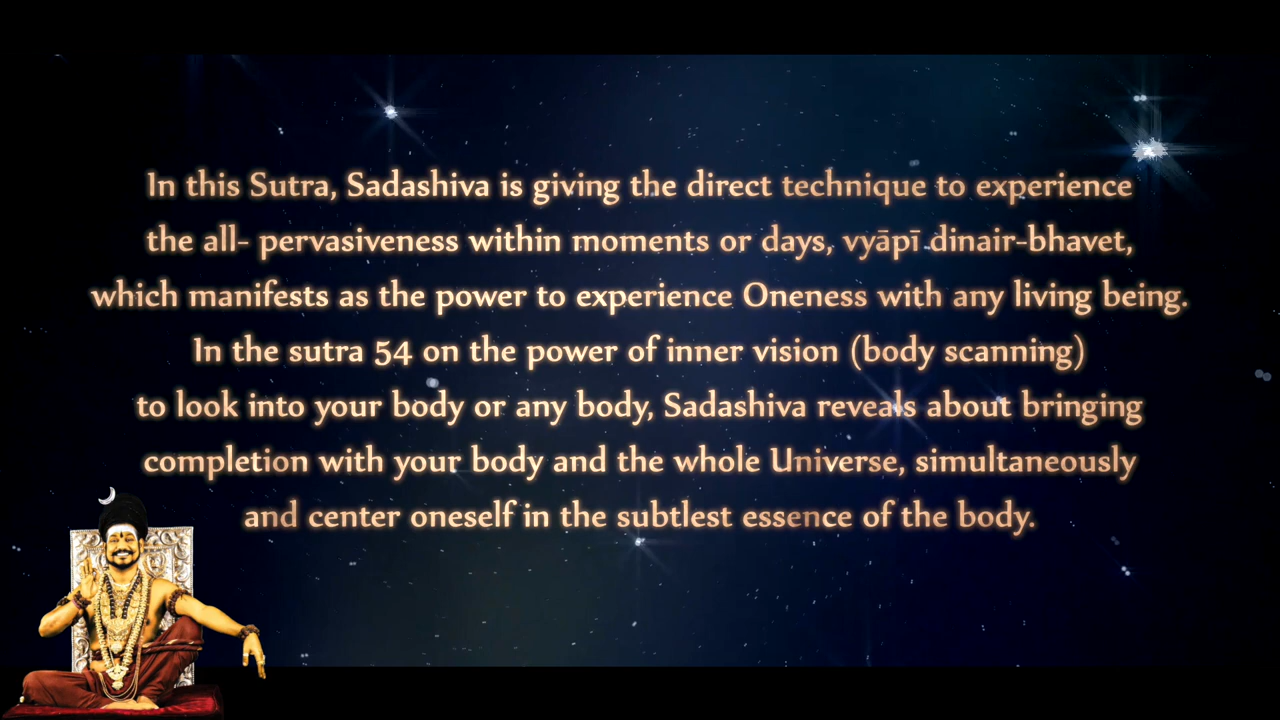 In this Sutra, Sadashiva is giving the direct technique to experience
the all- pervasiveness within moments or days, vyāpī dinair-bhavet,
which manifests as the power to experience Oneness with any living being.
In the sutra 54 on the power of inner vision (body scanning)
to look into your body or any body, Sadashiva reveals about bringing
completion with your body and the whole Universe, simultaneously
and center oneself in the subtlest essence of the body.